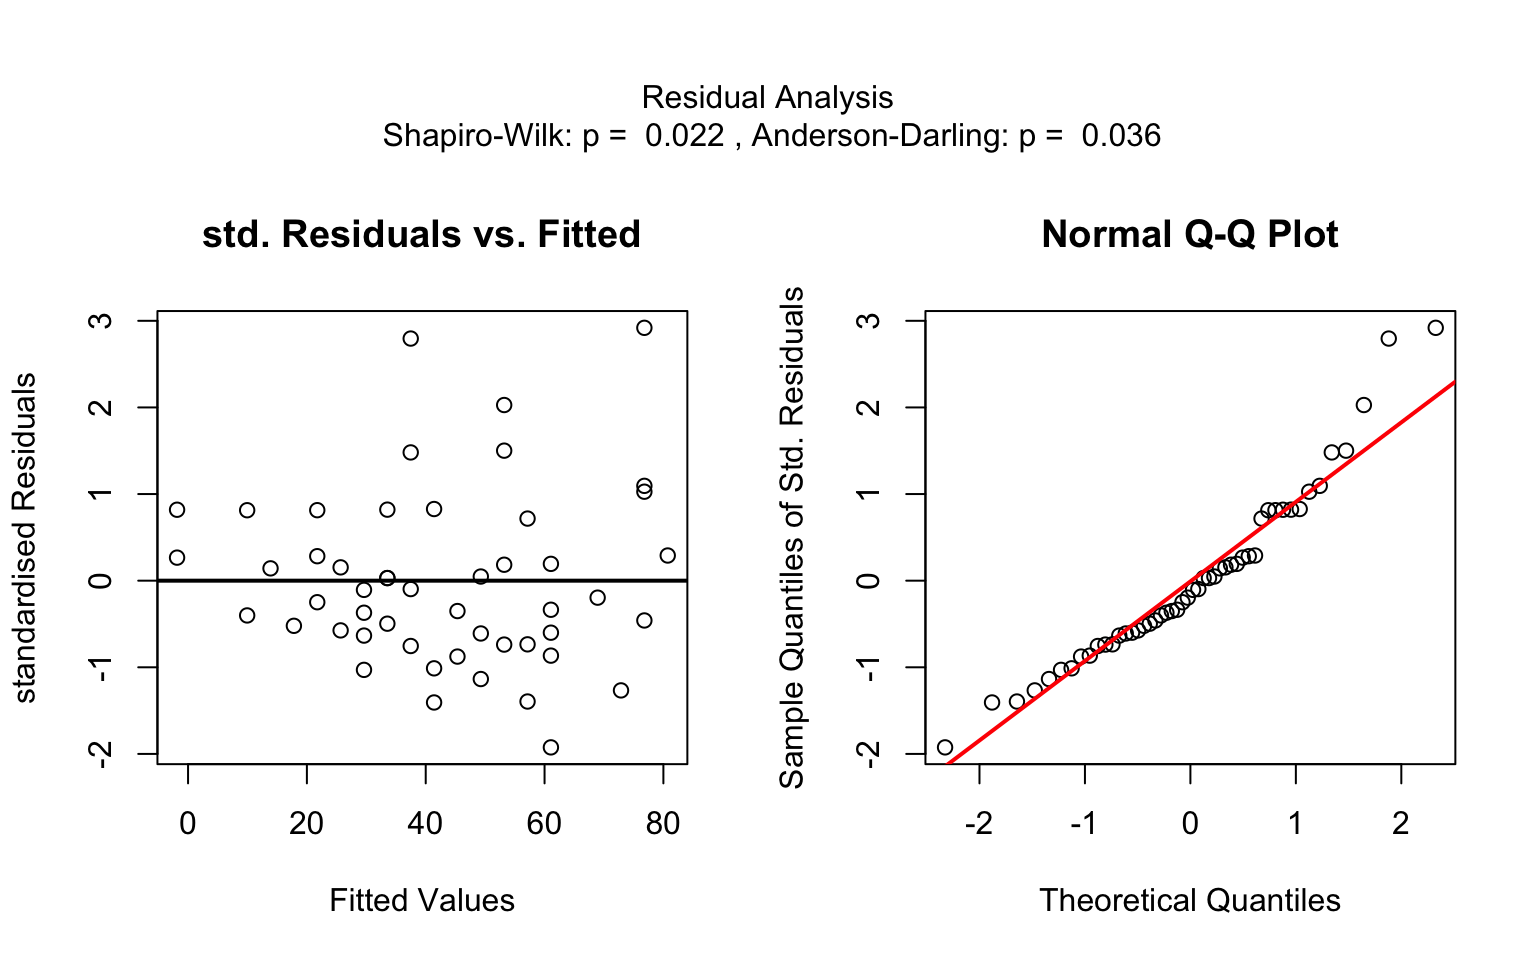 Residual Analysis
Shapiro-Wilk: p =  0.022 , Anderson-Darling: p =  0.036
std. Residuals vs. Fitted
standardised Residuals
3
2
1
0
-1
-2
0 20 40 60 80
Fitted Values
Normal Q-Q Plot
Sample Quantiles of Std. Residuals
3
2
1
0
-1
-2
-2 -1 0 1 2
Theoretical Quantiles